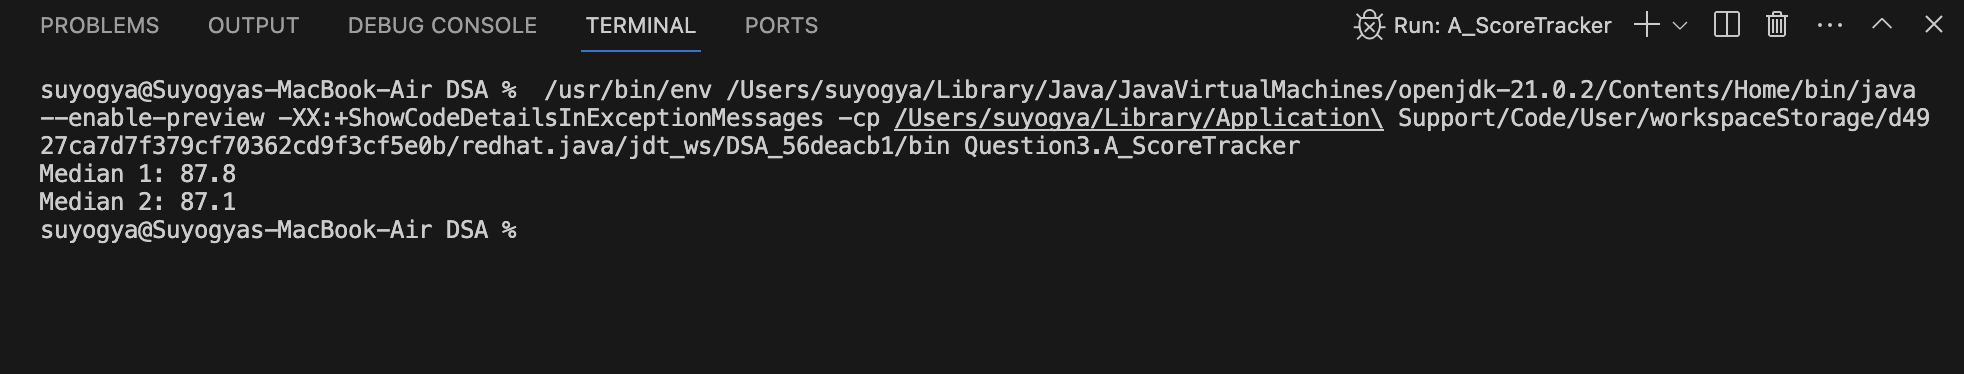 PROBLEMS OUTPUT DEBUG CONSOLE TERMINAL PORTS Run: A_ScoreTracker
suyogya@Suyogyas-MacBook-Air DSA %  /usr/bin/env /Users/suyogya/Library/Java/JavaVirtualMachines/openjdk-21.0.2/Contents/Home/bin/java
--enable-preview -XX:+ShowCodeDetailsInExceptionMessages -cp /Users/suyogya/Library/Application\ Support/Code/User/workspaceStorage/d49
27ca7d7f379cf70362cd9f3cf5e0b/redhat.java/jdt_ws/DSA_56deacb1/bin Question3.A_ScoreTracker
Median 1: 87.8
Median 2: 87.1
suyogya@Suyogyas-MacBook-Air DSA %